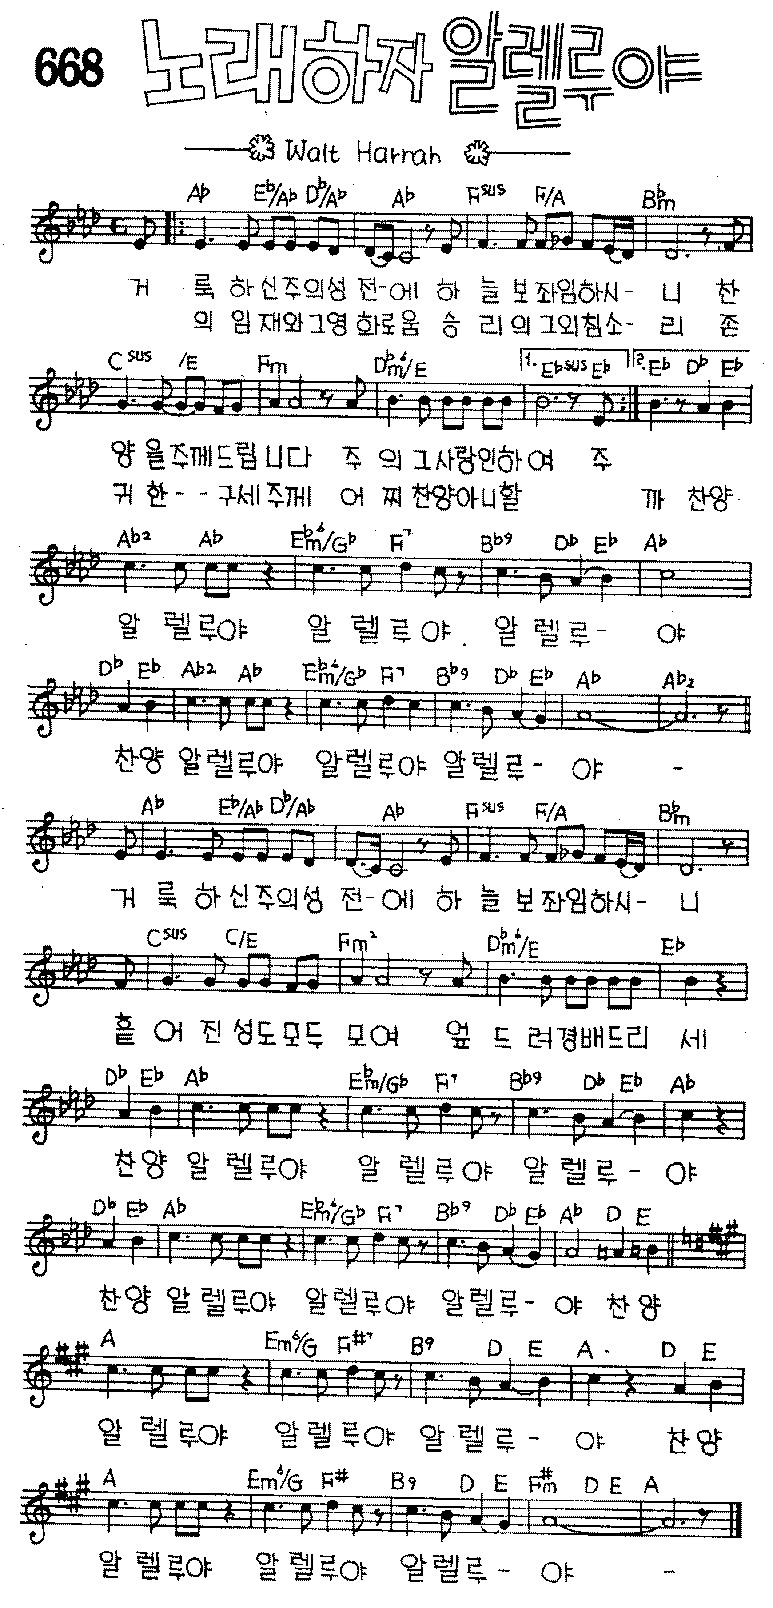 668 노래하자 알렐루야
Walt Harrah
Ab Eb/Ab Db/Ab Ab Fsus F/A Bbm
거 룩 하신주의성 전-에 하 늘 보좌임하시- 니 찬
의 임 재와그영 화로움 승 리의그외침소- 리 존
Csus /E Fm Dbm6/E 1. Ebsus Eb 2. Eb Db Eb
양 을주께드립니다 주 의그사랑인하여 주
귀한--구세주께 어 찌찬양아니할 까 찬양
Ab2 Ab Ebm6/Gb F7 Bb9 Db Eb Ab
알 렐루야 알 렐루야. 알 렐루- 야
Db Eb Ab2 Ab Ebm6/Gb F7 Bb9 Db Eb Ab Ab2
찬양 알렐루야 알렐루야 알렐루- 야 -
Ab Eb/Ab Db/Ab Ab Fsus F/A Bbm
거 룩 하신주의성 전-에 하 늘 보좌임하시- 니
Csus C/E Fm2 Dbm6/E Eb
흩 어 진성도모두 모여 엎 드 려경배드리 세
Db Eb Ab Ebm/Gb F7 Bb9 Db Eb Ab
찬양 알 렐루야 알 렐루야 알렐루- 야
Db Eb Ab Ebm6/Gb F7 Bb9 Db Eb Ab D E
찬양 알렐루야 알렐루야 알렐루- 야 찬양
A Em6/G F#7 B9 D E A D E
알 렐루야 알렐루야 알 렐루- 야 찬양
A Em6/G F# B9 D E F#m D E A
알 렐루야 알 렐루야 알렐루- 야 -